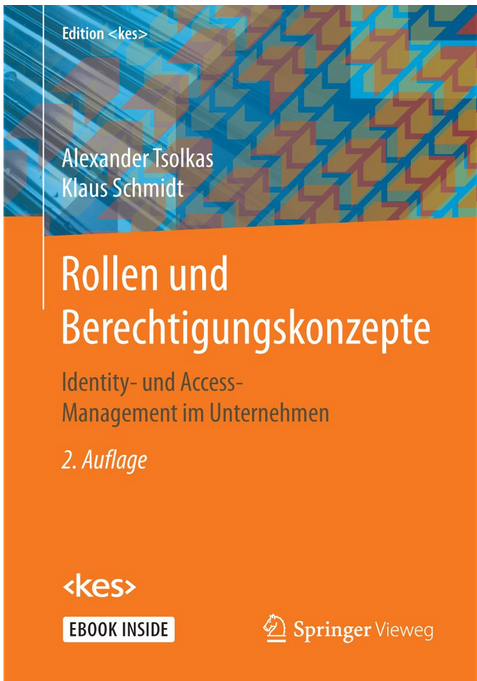 Edition <kes>
Alexander Tsolkas
Klaus Schmidt
Rollen und
Berechtigungskonzepte
Identity- und Access-
Management im Unternehmen
2. Auflage
<kes>
EBOOK INSIDE
Springer Vieweg